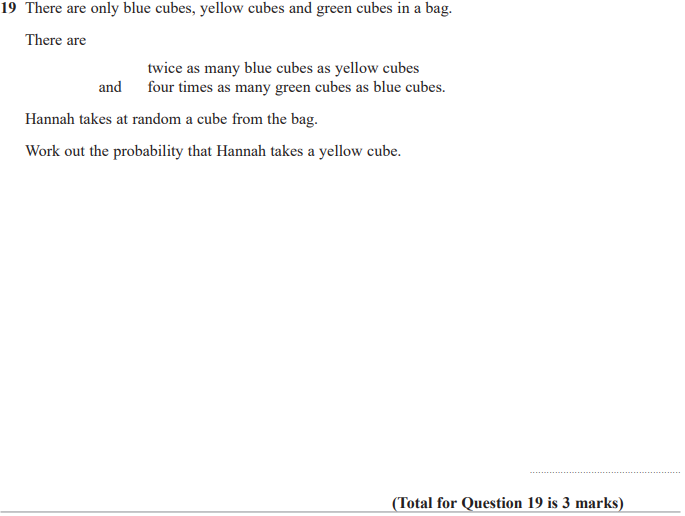 19 There are only blue cubes, yellow cubes and green cubes in a bag.
There are
twice as many blue cubes as yellow cubes
and four times as many green cubes as blue cubes.
Hannah takes at random a cube from the bag.
Work out the probability that Hannah takes a yellow cube.
(Total for Question 19 is 3 marks)